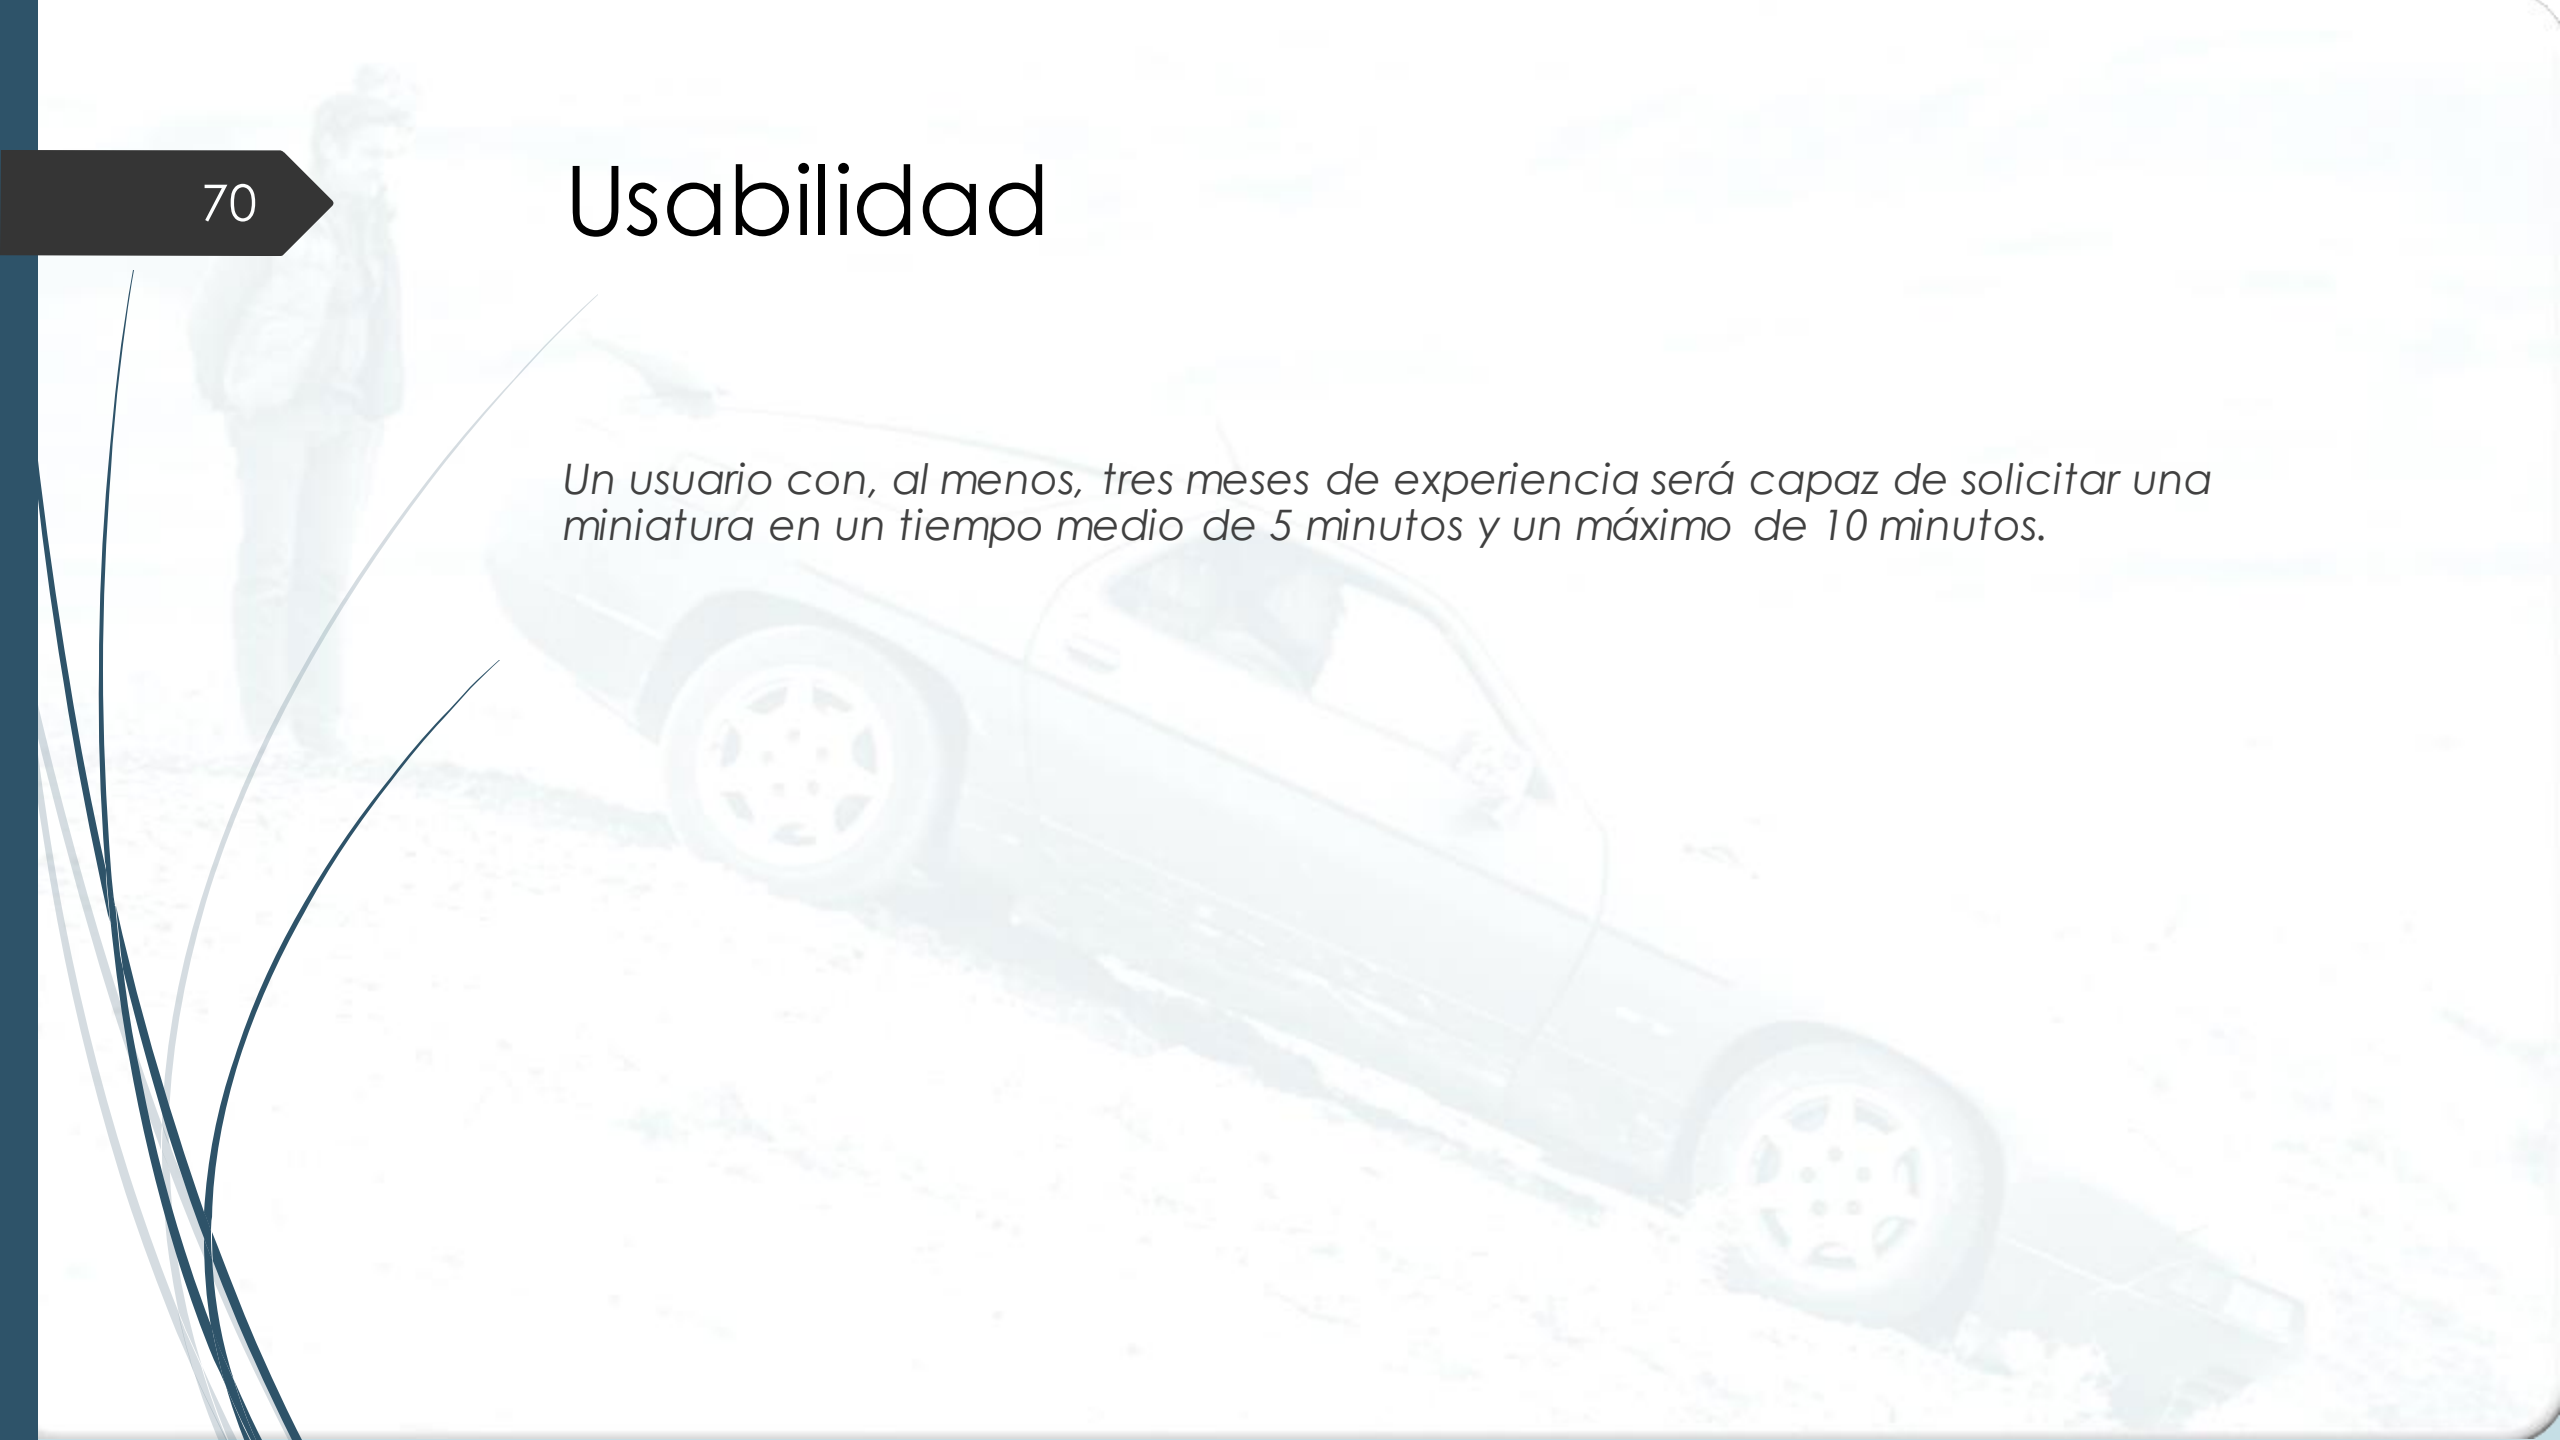 70
Usabilidad
Un usuario con, al menos, tres meses de experiencia será capaz de solicitar una
miniatura en un tiempo medio de 5 minutos y un máximo de 10 minutos.